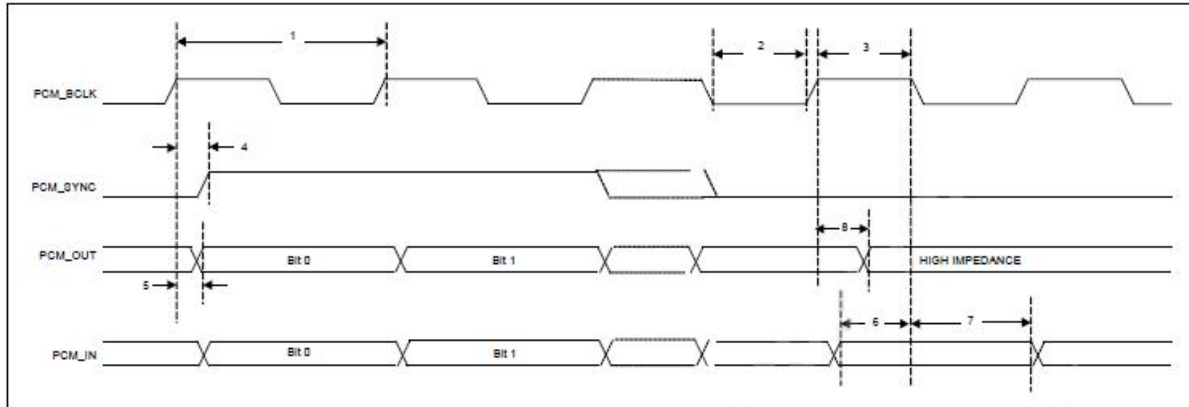 1
2
3
PCM_BCLK
4
PCM_SYNC
8
PCM_OUT
Bit 0
Bit 1
HIGH IMPEDANCE
5
6
7
PCM_IN
Bit 0
Bit 1